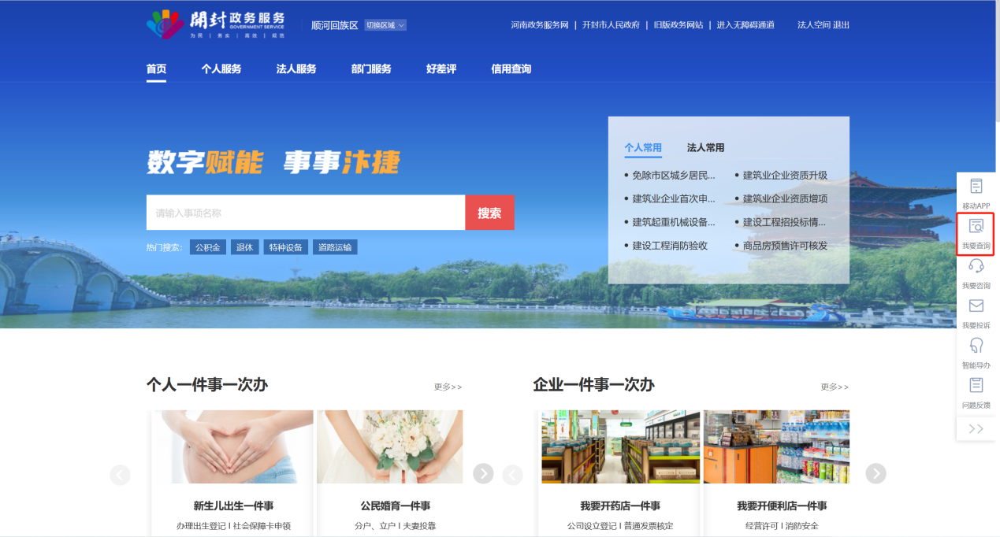 開封政务服务
GOVERNMENT SERVICE
为民 | 务实 | 高效 | 规范
顺河回族区 切换区域
河南政务服务网 | 开封市人民政府 | 旧版政务网站 | 进入无障碍通道 法人空间 退出
首页 个人服务 法人服务 部门服务 好差评 信用查询
数字赋能 事事汴捷
请输入事项名称 搜索
热门搜索: 公积金 退休 特种设备 道路运输
个人常用 法人常用
• 免除市区城乡居民... • 建筑业企业资质升级
• 建筑业企业首次申... • 建筑业企业资质增项
• 建筑起重机械设备... • 建设工程招投标情...
• 建设工程消防验收 • 商品房预售许可核发
移动APP
我要查询
我要咨询
我要投诉
智能导办
问题反馈
>>
个人一件事一次办 更多>>
新生儿出生一件事
办理出生登记 I 社会保障卡申领
公民婚育一件事
分户、立户 I 夫妻投靠
企业一件事一次办 更多>>
我要开药店一件事
公司设立登记 I 普通发票核定
我要开便利店一件事
经营许可 I 消防安全